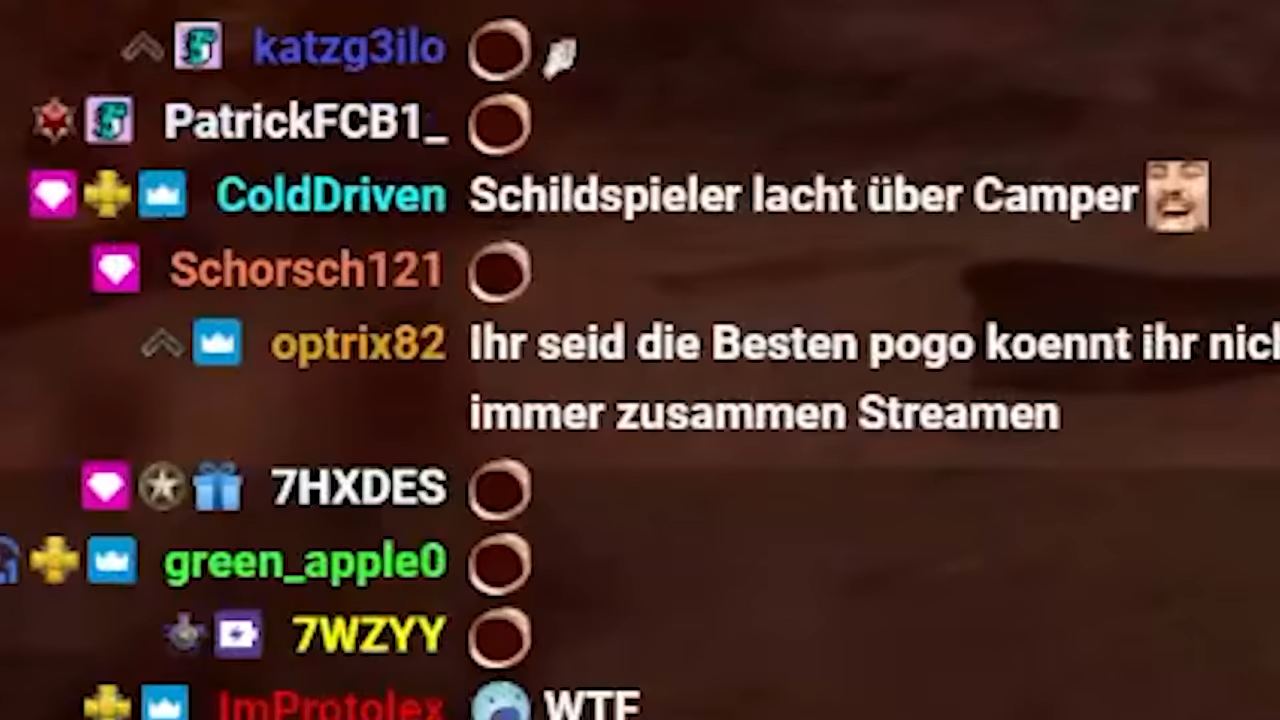 katzg3ilo
PatrickFCB1_
ColdDriven Schildspieler lacht über Camper
Schorsch121
optrix82 Ihr seid die Besten pogo koennt ihr
immer zusammen Streamen
7HXDES
green_apple0
7WZYY
ImProtolex WTF